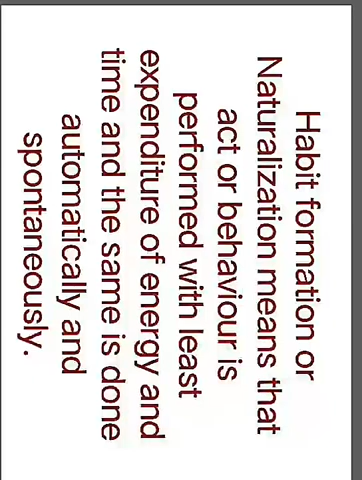 Habit formation or
Naturalization means that
act or behaviour is
performed with least
expenditure of energy and
time and the same is done
automatically and
spontaneously.